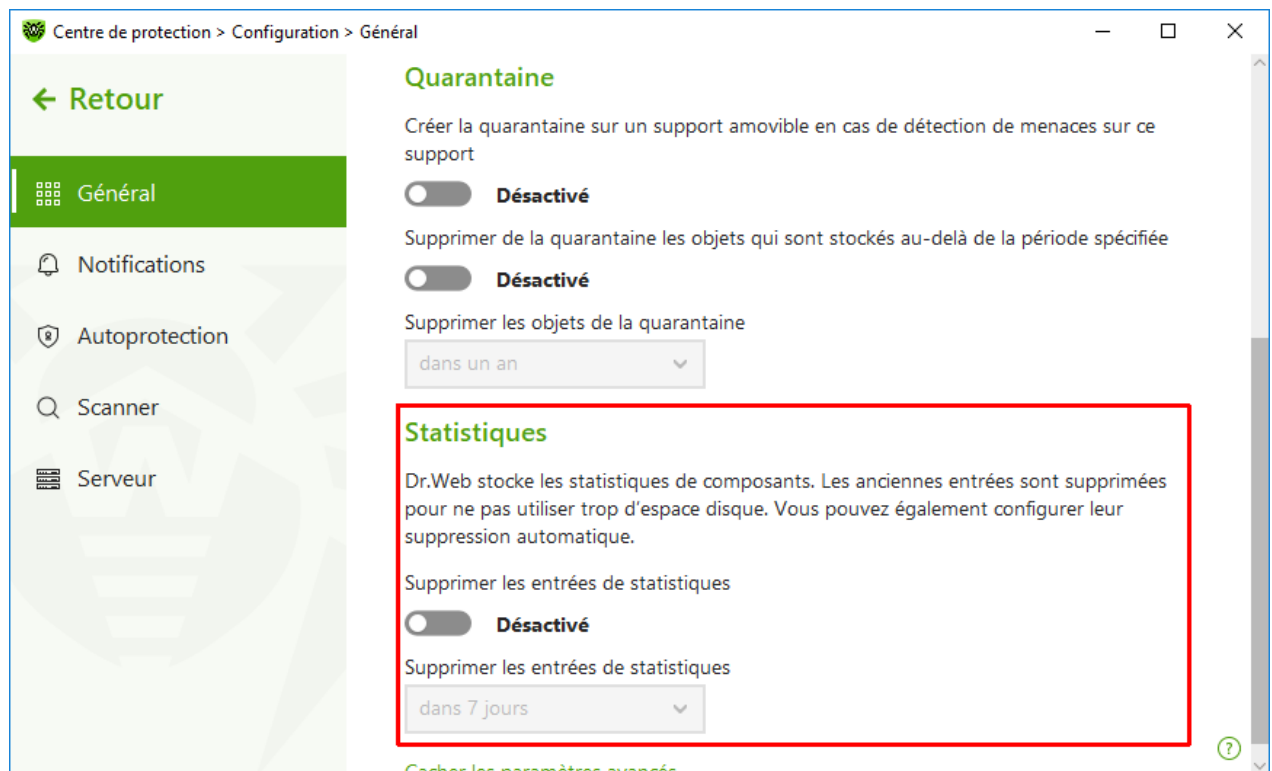 Centre de protection > Configuration > Général
Retour
Général
Notifications
Autoprotection
Scanner
Serveur
Quarantaine
Créer la quarantaine sur un support amovible en cas de détection de menaces sur ce
support
Désactivé
Supprimer de la quarantaine les objets qui sont stockés au-delà de la période spécifiée
Désactivé
Supprimer les objets de la quarantaine
dans un an
Statistiques
Dr.Web stocke les statistiques de composants. Les anciennes entrées sont supprimées
pour ne pas utiliser trop d'espace disque. Vous pouvez également configurer leur
suppression automatique.
Supprimer les entrées de statistiques
Désactivé
Supprimer les entrées de statistiques
dans 7 jours
Cacher les paramètres avancés
?